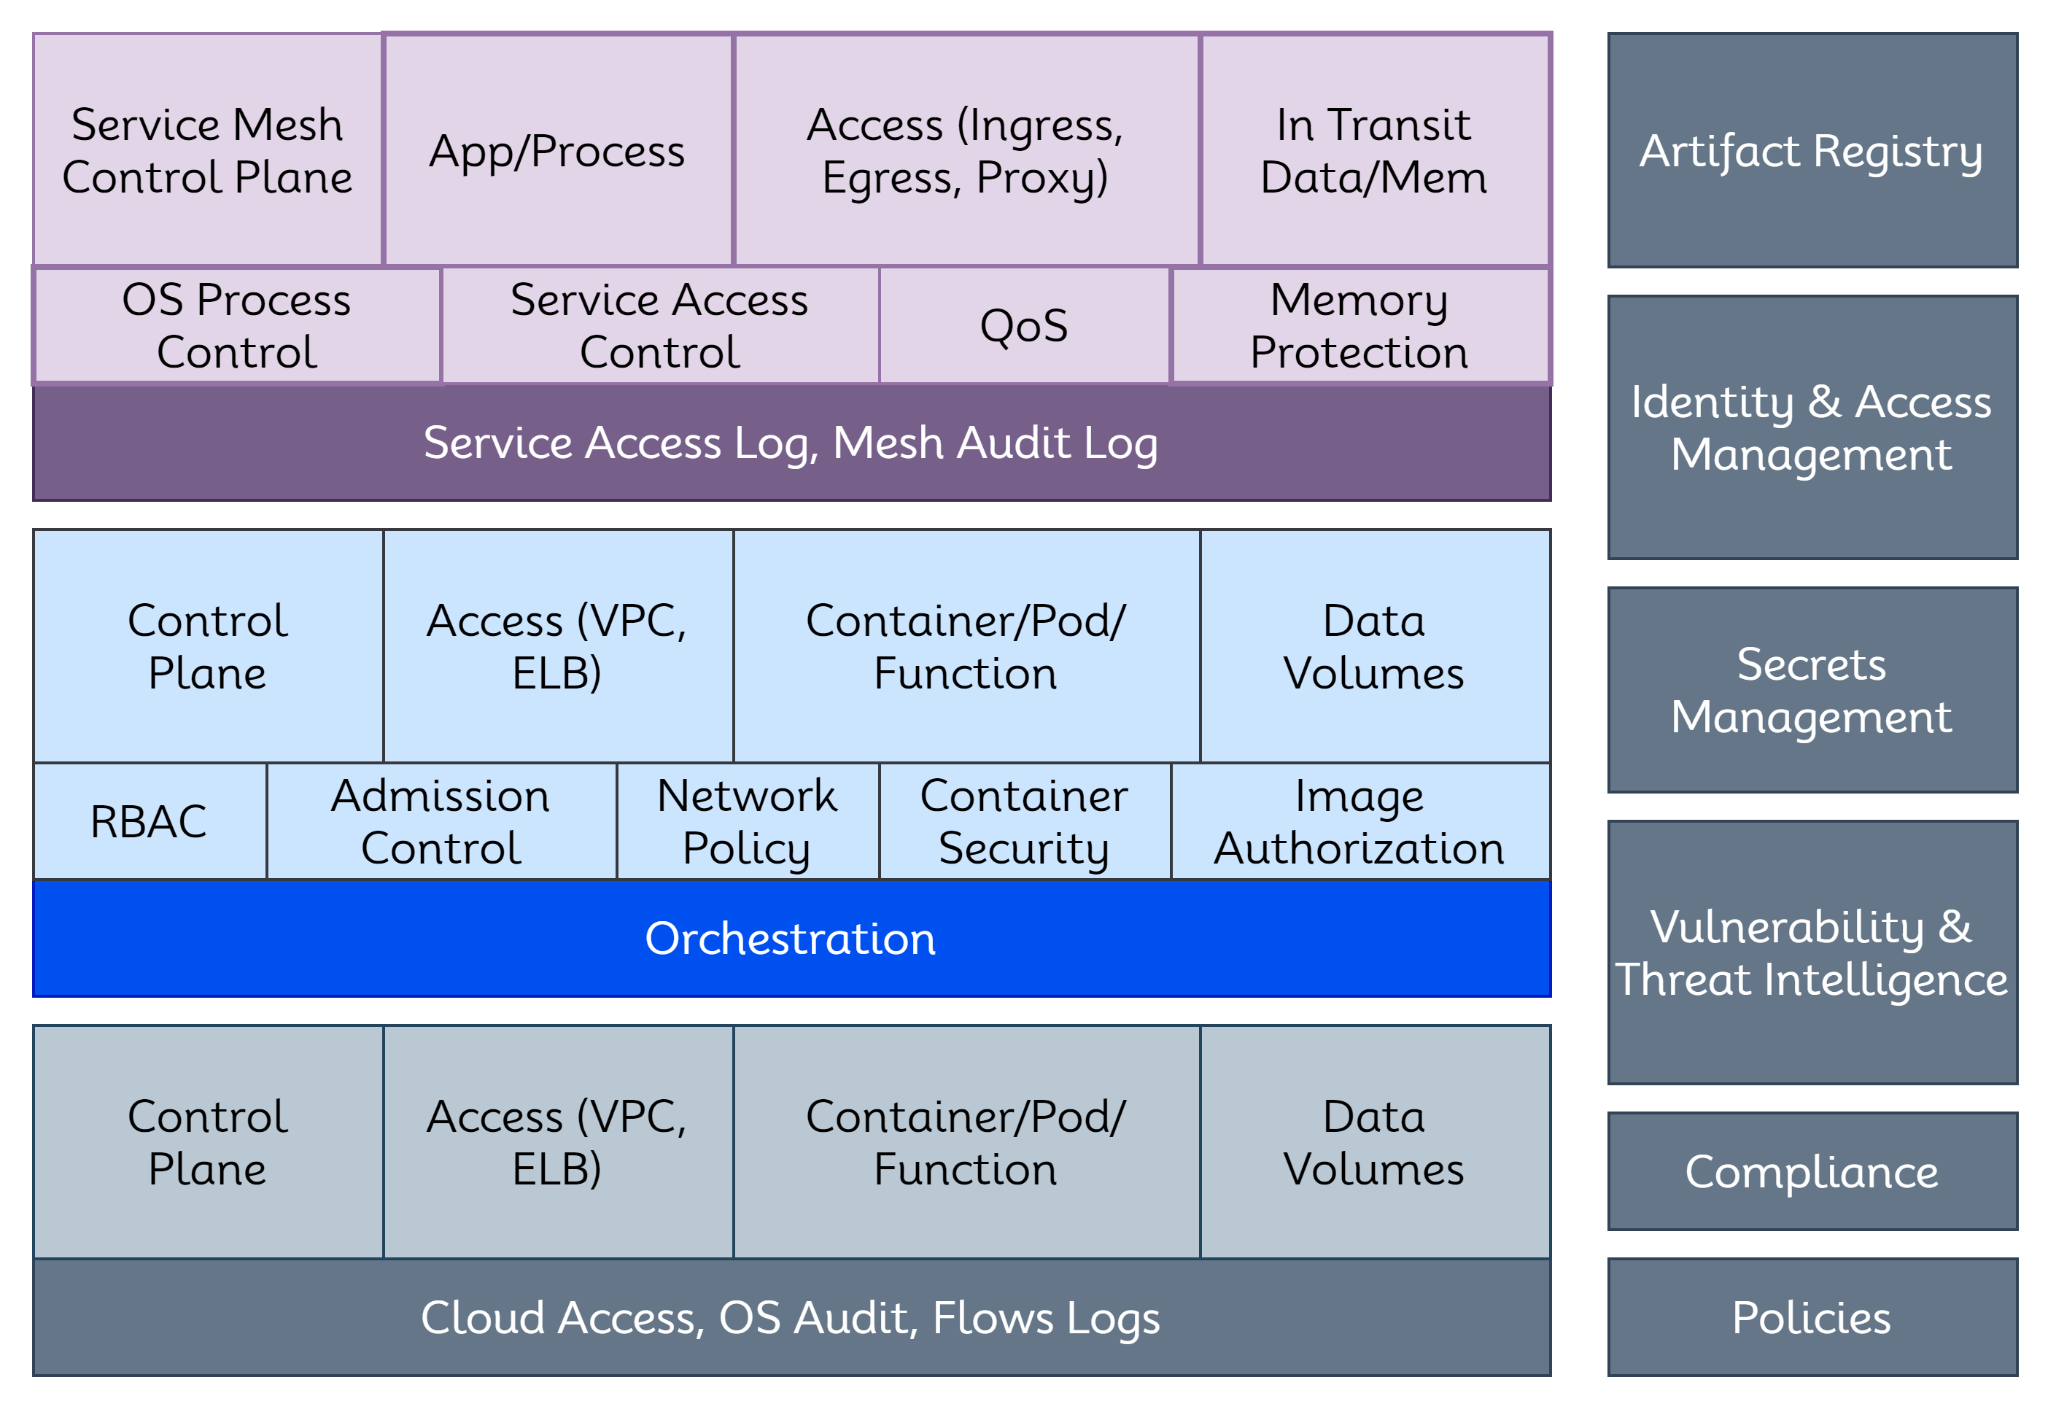 Service Mesh
Control Plane
App/Process
Access (Ingress,
Egress, Proxy)
In Transit
Data/Mem
OS Process
Control
Service Access
Control
QoS
Memory
Protection
Service Access Log, Mesh Audit Log
Control
Plane
Access (VPC,
ELB)
Container/Pod/
Function
Data
Volumes
RBAC
Admission
Control
Network
Policy
Container
Security
Image
Authorization
Orchestration
Control
Plane
Access (VPC,
ELB)
Container/Pod/
Function
Data
Volumes
Cloud Access, OS Audit, Flows Logs
Artifact Registry
Identity & Access
Management
Secrets
Management
Vulnerability &
Threat Intelligence
Compliance
Policies